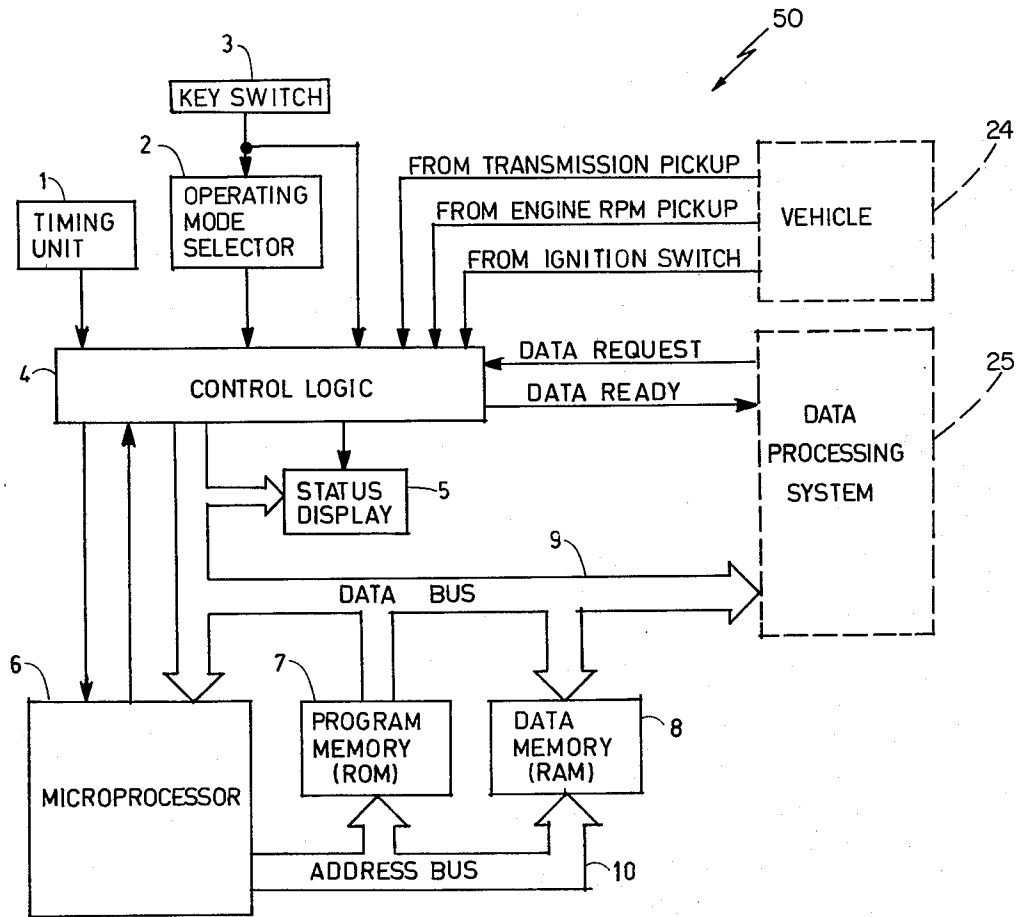 50
3
KEY SWITCH
24
2
1
FROM TRANSMISSION PICKUP
OPERATING
MODE
SELECTOR
TIMING
UNIT
FROM ENGINE RPM PICKUP
VEHICLE
FROM IGNITION SWITCH
DATA REQUEST
25
4
CONTROL LOGIC
DATA READY
DATA
PROCESSING
SYSTEM
STATUS
DISPLAY
5
9
DATA BUS
6
7
PROGRAM
MEMORY
(ROM)
DATA
MEMORY
(RAM)
8
MICROPROCESSOR
ADDRESS BUS
10